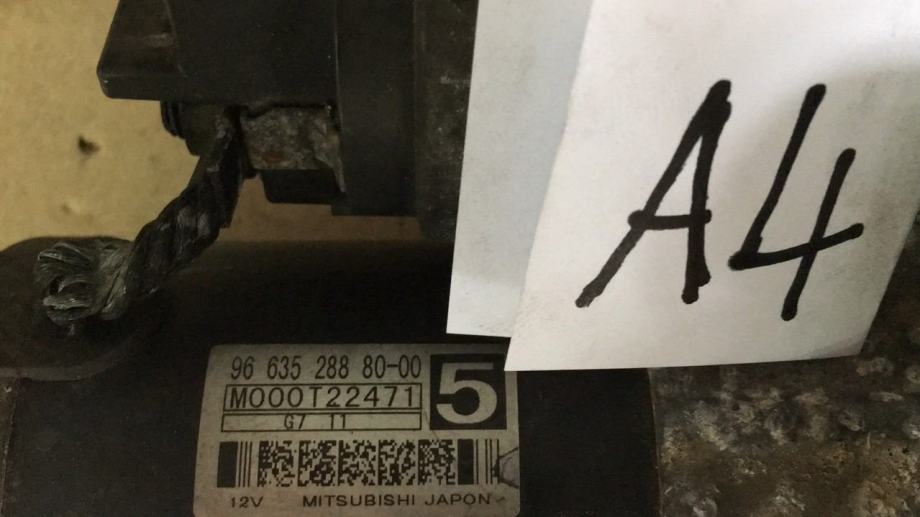 A4
96 635 288 80-00
M000T22471
5
G7 11
12V MITSUBISHI JAPON